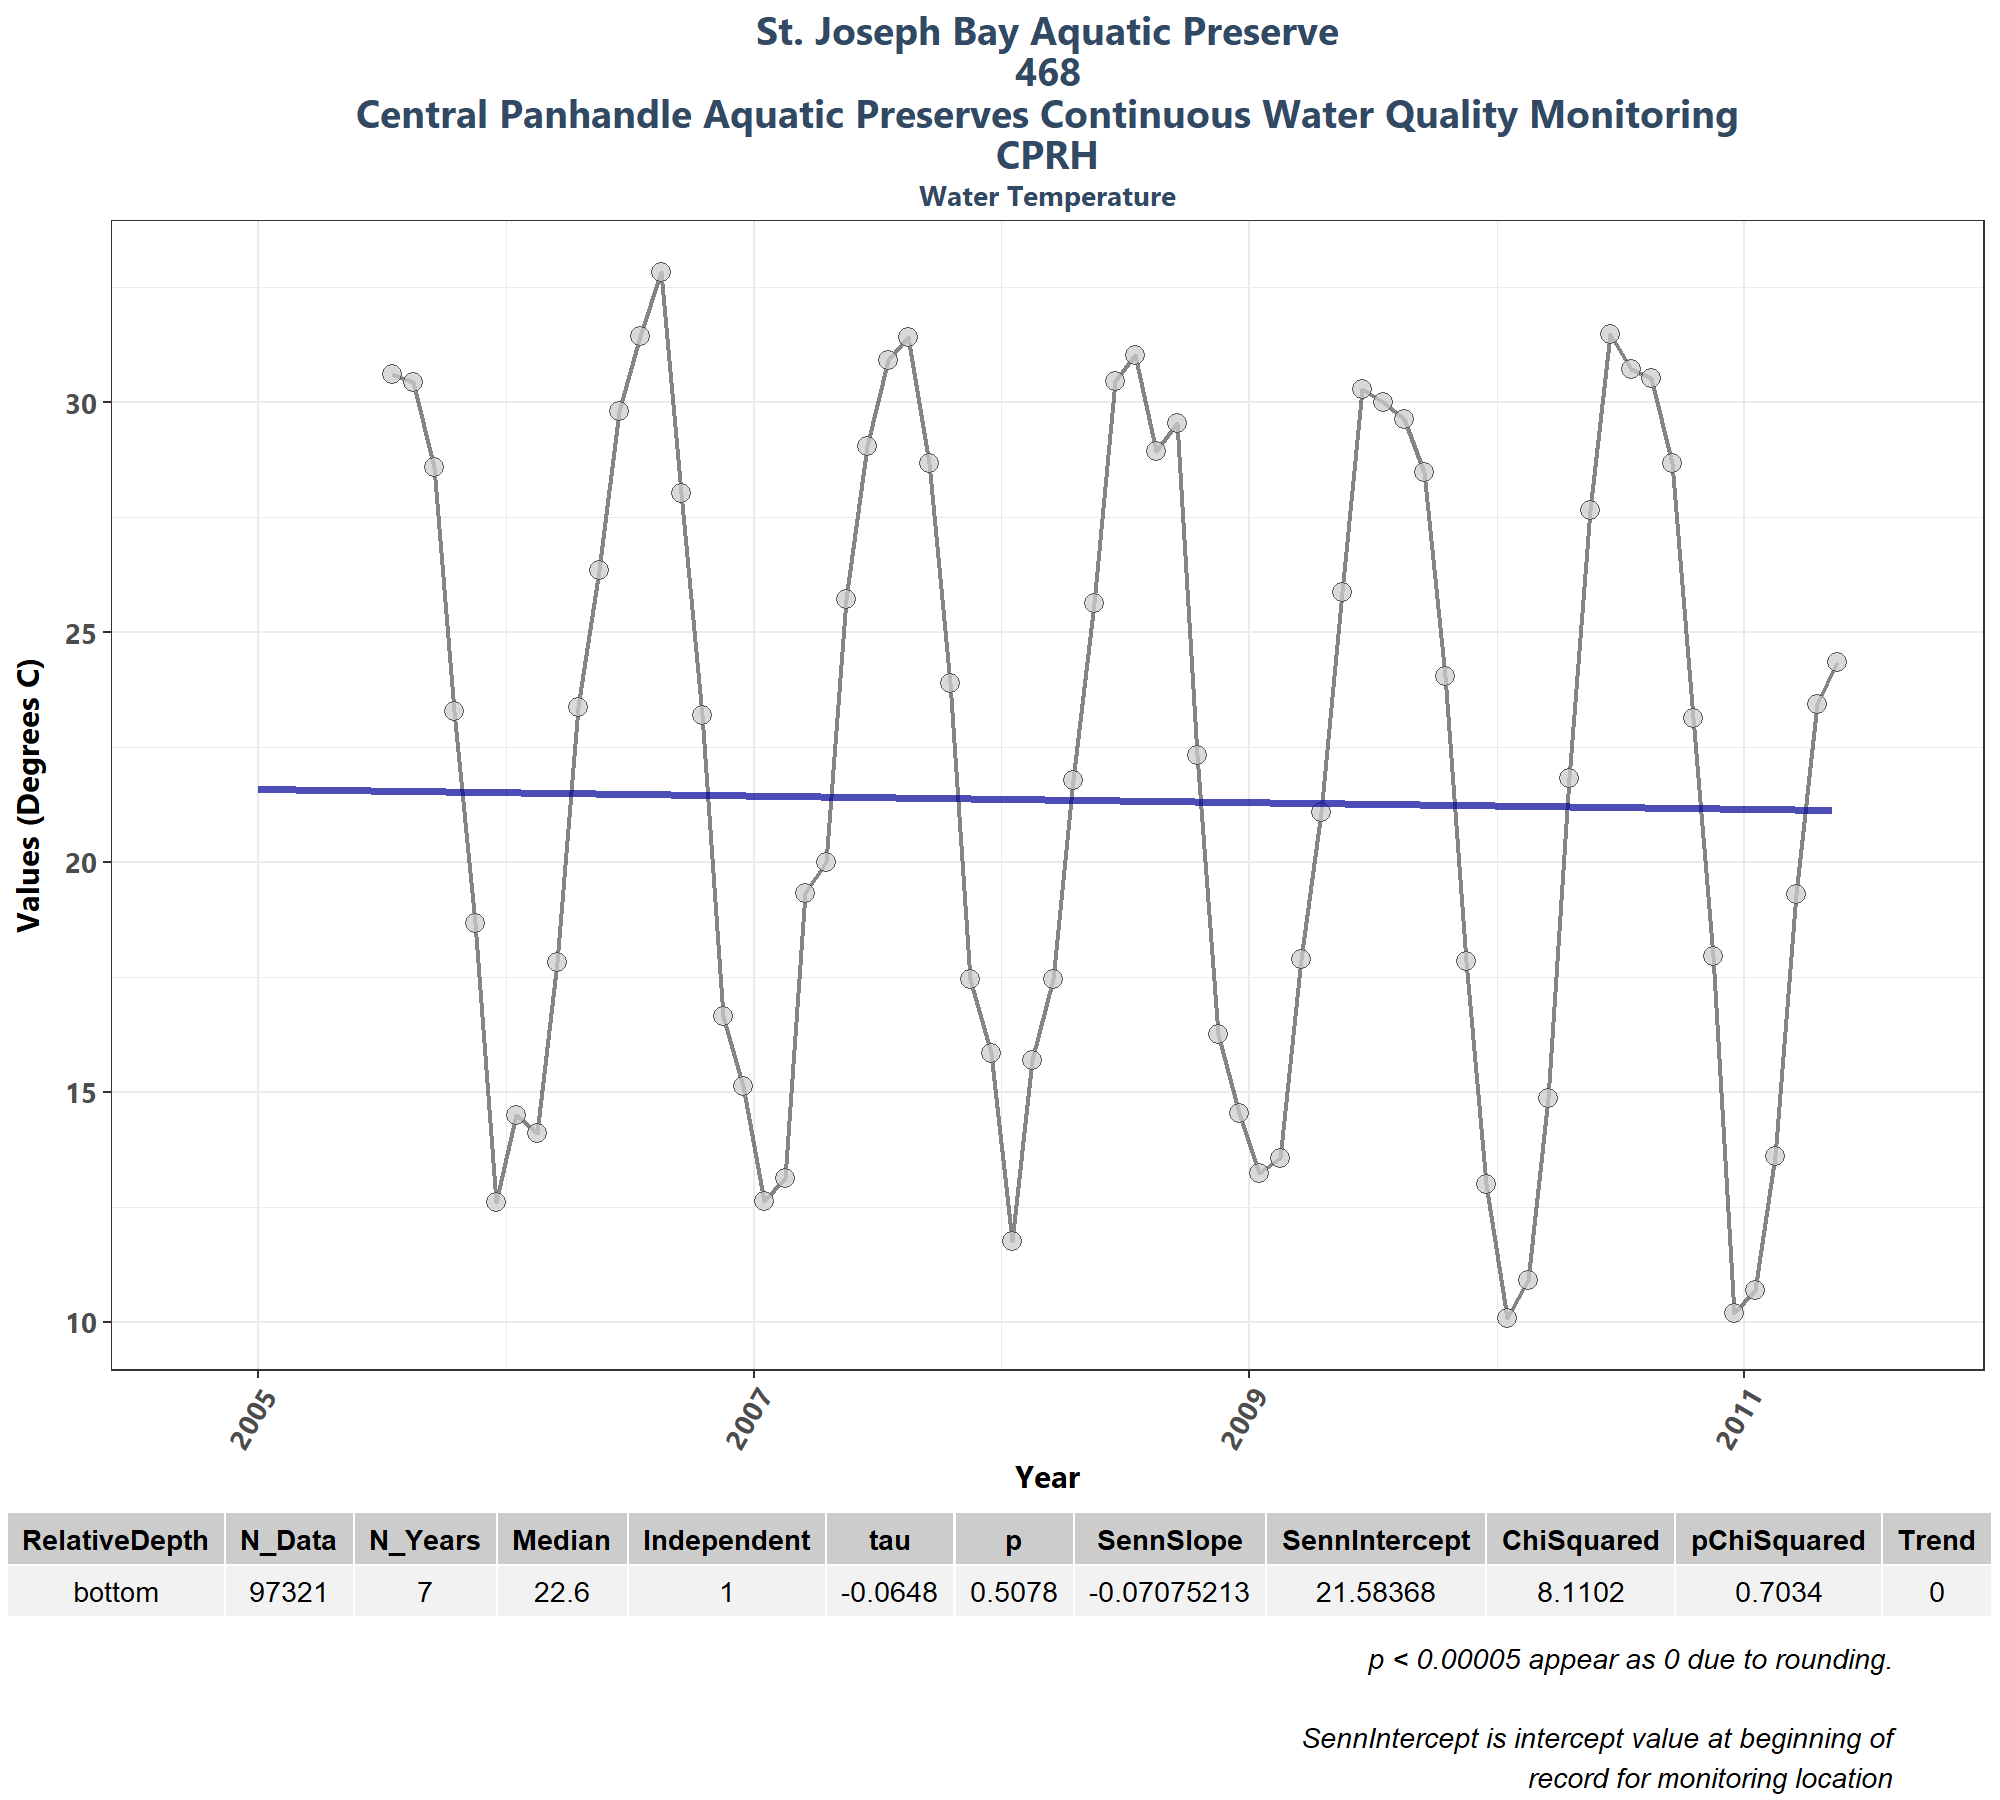 St. Joseph Bay Aquatic Preserve
468
Central Panhandle Aquatic Preserves Continuous Water Quality Monitoring
CPRH
Water Temperature
Values (Degrees C)
30
25
20
15
10
2005 2007 2009 2011
Year
RelativeDepth N_Data N_Years Median Independent tau p SennSlope SennIntercept ChiSquared pChiSquared Trend
bottom 97321 7 22.6 1 -0.0648 0.5078 -0.07075213 21.58368 8.1102 0.7034 0
p < 0.00005 appear as 0 due to rounding.
SennIntercept is intercept value at beginning of
record for monitoring location